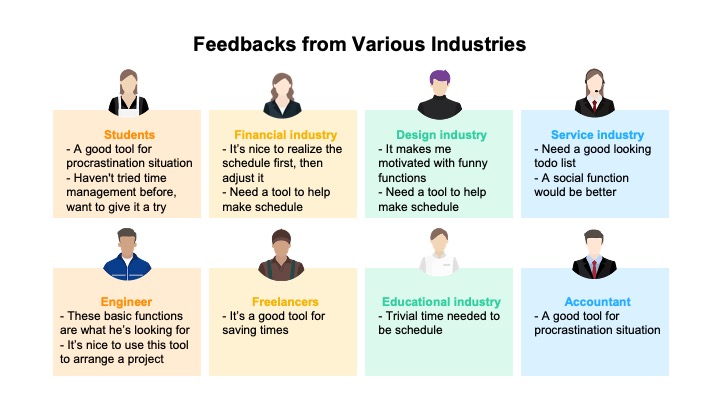 Feedbacks from Various Industries
Students
- A good tool for
procrastination situation
- Haven't tried time
management before,
want to give it a try
Financial industry
- It's nice to realize the
schedule first, then
adjust it
- Need a tool to help
make schedule
Design industry
- It makes me
motivated with funny
functions
- Need a tool to help
make schedule
Service industry
- Need a good looking
todo list
- A social function
would be better
Engineer
- These basic functions
are what he's looking for
- It's nice to use this tool
to arrange a project
Freelancers
- It's a good tool for
saving times
Educational industry
- Trivial time needed to
be schedule
Accountant
- A good tool for
procrastination situation